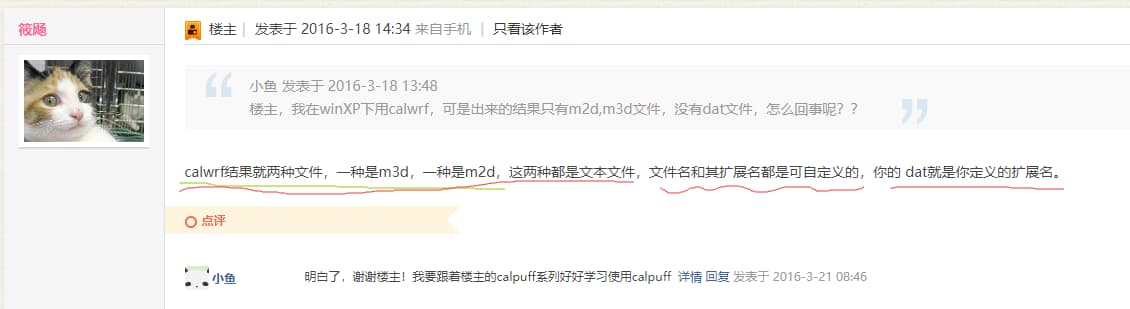 筱飏
楼主 | 发表于 2016-3-18 14:34 来自手机 | 只看该作者
小鱼 发表于 2016-3-18 13:48
楼主，我在winXP下用calwrf，可是出来的结果只有m2d,m3d文件，没有dat文件，怎么回事呢？？
calwrf结果就两种文件，一种是m3d，一种是m2d，这两种都是文本文件，文件名和其扩展名都是可自定义的，你的 dat就是你定义的扩展名。
点评
小鱼 明白了，谢谢楼主！我要跟着楼主的calpuff系列好好学习使用calpuff 详情 回复 发表于 2016-3-21 08:46